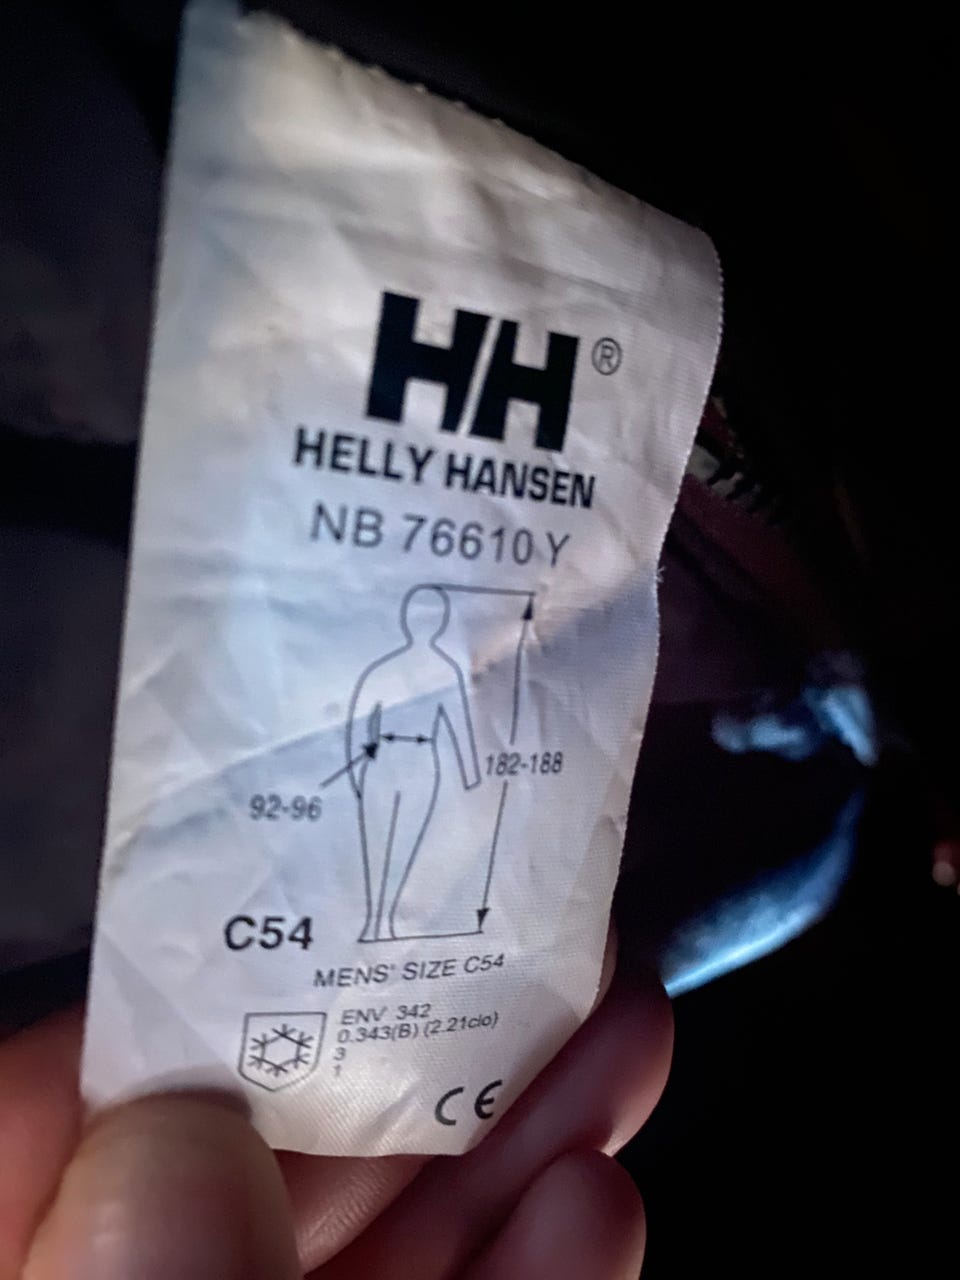 HH®
HELLY HANSEN
NB 76610 Y
182-188
92-96
C54
MENS' SIZE C54
ENV 342
0.343(B) (2.21clo)
3
1
CE